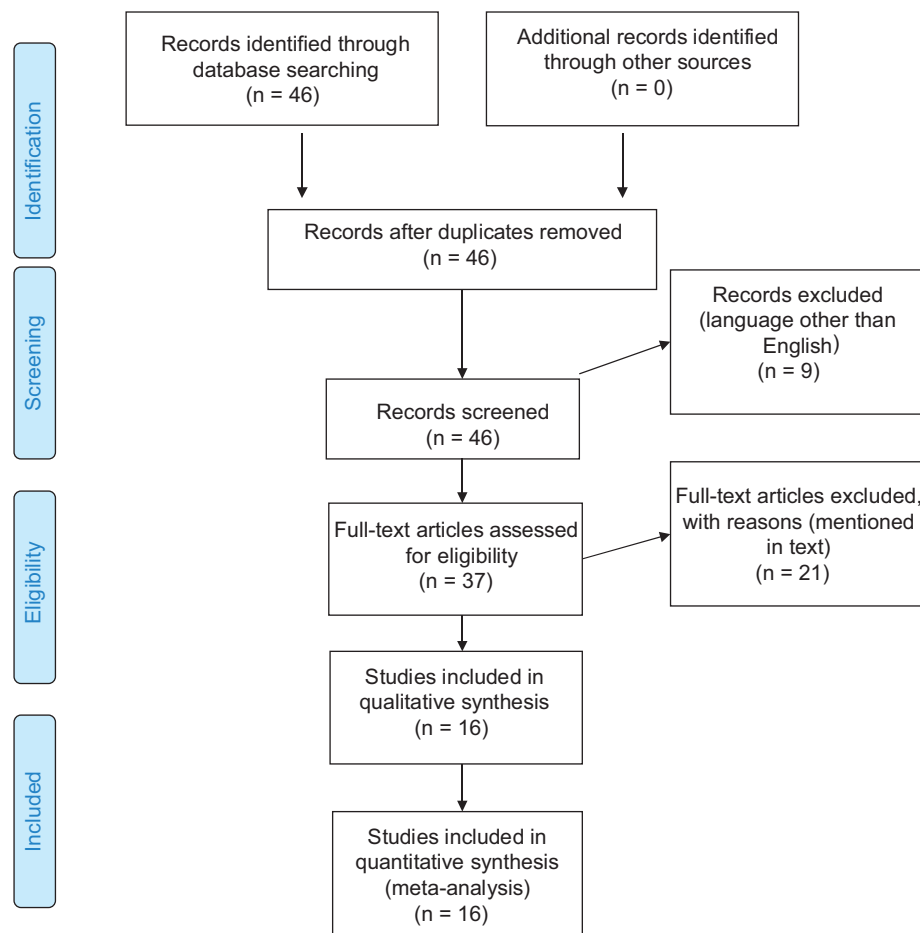 Identification
Records identified through
database searching
(n = 46)
Additional records identified
through other sources
(n = 0)
Records after duplicates removed
(n = 46)
Screening
Records excluded
(language other than
English)
(n = 9)
Records screened
(n = 46)
Eligibility
Full-text articles assessed
for eligibility
(n = 37)
Full-text articles excluded,
with reasons (mentioned
in text)
(n = 21)
Studies included in
qualitative synthesis
(n = 16)
Included
Studies included in
quantitative synthesis
(meta-analysis)
(n = 16)